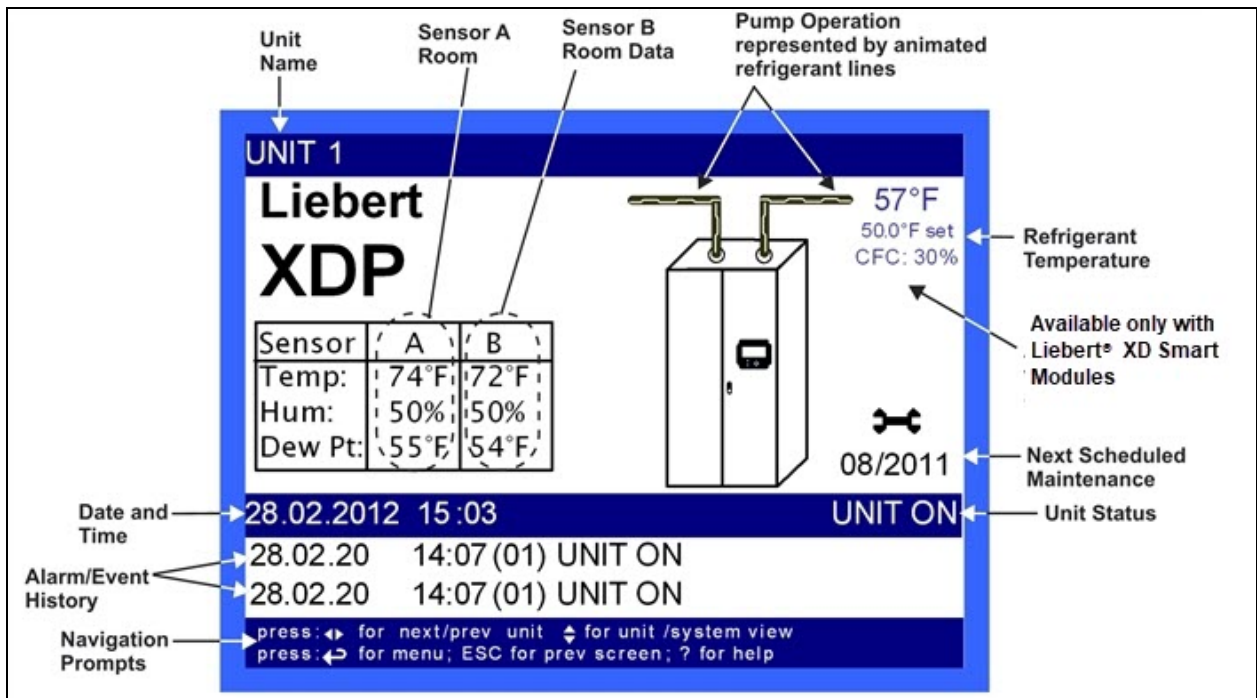 Unit
Name
Sensor A
Room
Sensor B
Room Data
Pump Operation
represented by animated
refrigerant lines
UNIT 1
Liebert
XDP
57°F
50.0°F set
CFC: 30%
Refrigerant
Temperature
Available only with
Liebert® XD Smart
Modules
Sensor A B
Temp: 74°F 72°F
Hum: 50% 50%
Dew Pt: 55°F 54°F
08/2011
Next Scheduled
Maintenance
Date and
Time
28.02.2012 15:03 UNIT ON
Unit Status
Alarm/Event
History
28.02.20 14:07 (01) UNIT ON
28.02.20 14:07 (01) UNIT ON
Navigation
Prompts
press: ◂▸ for next/prev unit ⬍ for unit /system view
press: ↩ for menu; ESC for prev screen; ? for help